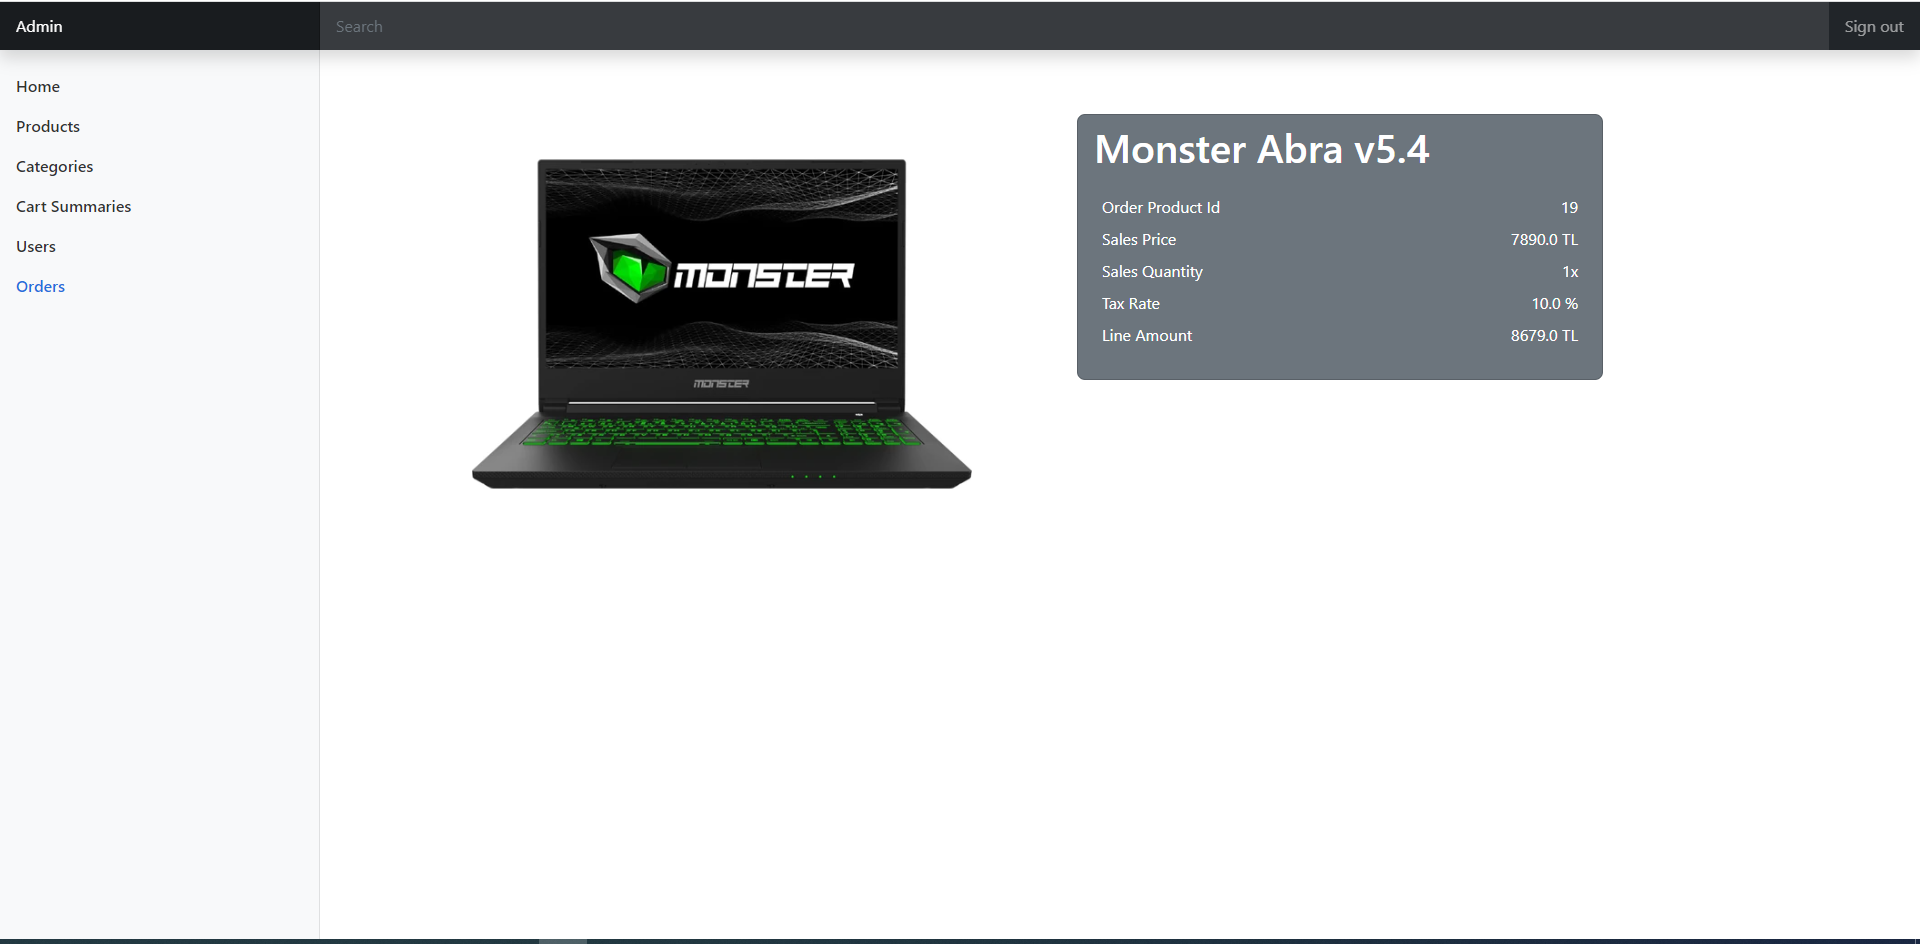 Admin
Search
Sign out
Home
Products
Categories
Cart Summaries
Users
Orders
MONSTER
MONSTER
Monster Abra v5.4
Order Product Id 19
Sales Price 7890.0 TL
Sales Quantity 1x
Tax Rate 10.0 %
Line Amount 8679.0 TL